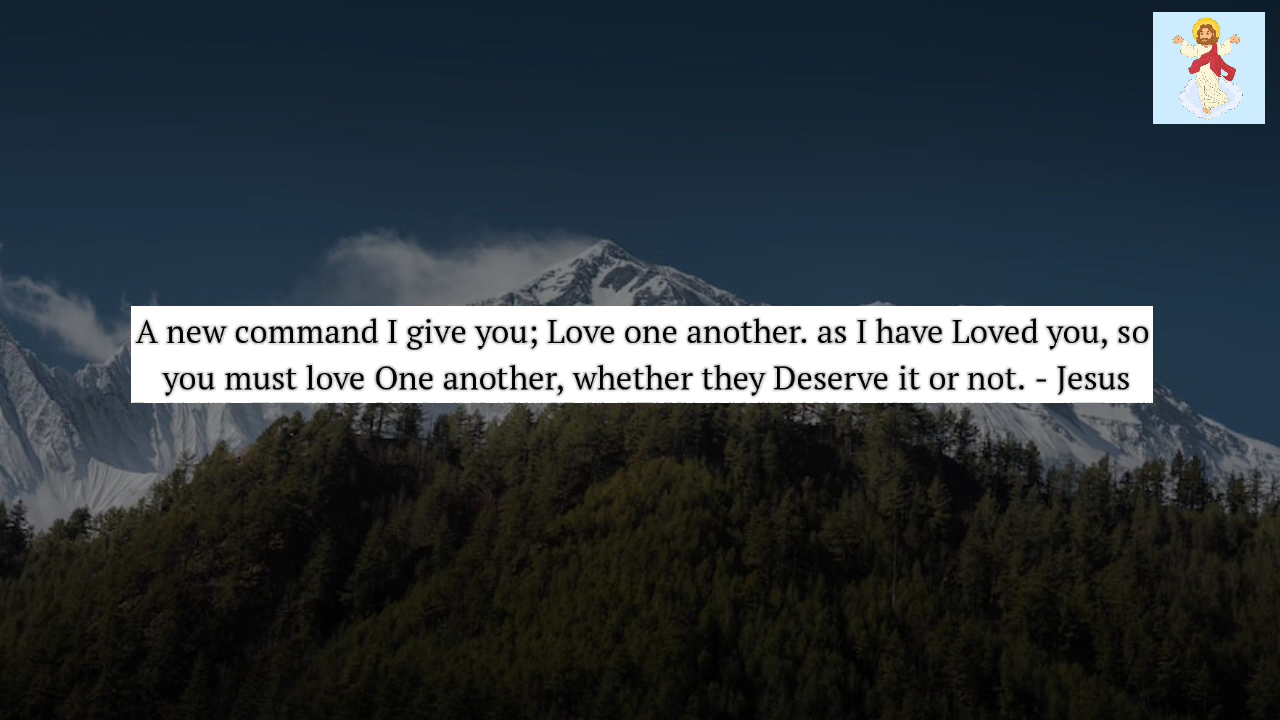 A new command I give you; Love one another. as I have Loved you, so
you must love One another, whether they Deserve it or not. - Jesus